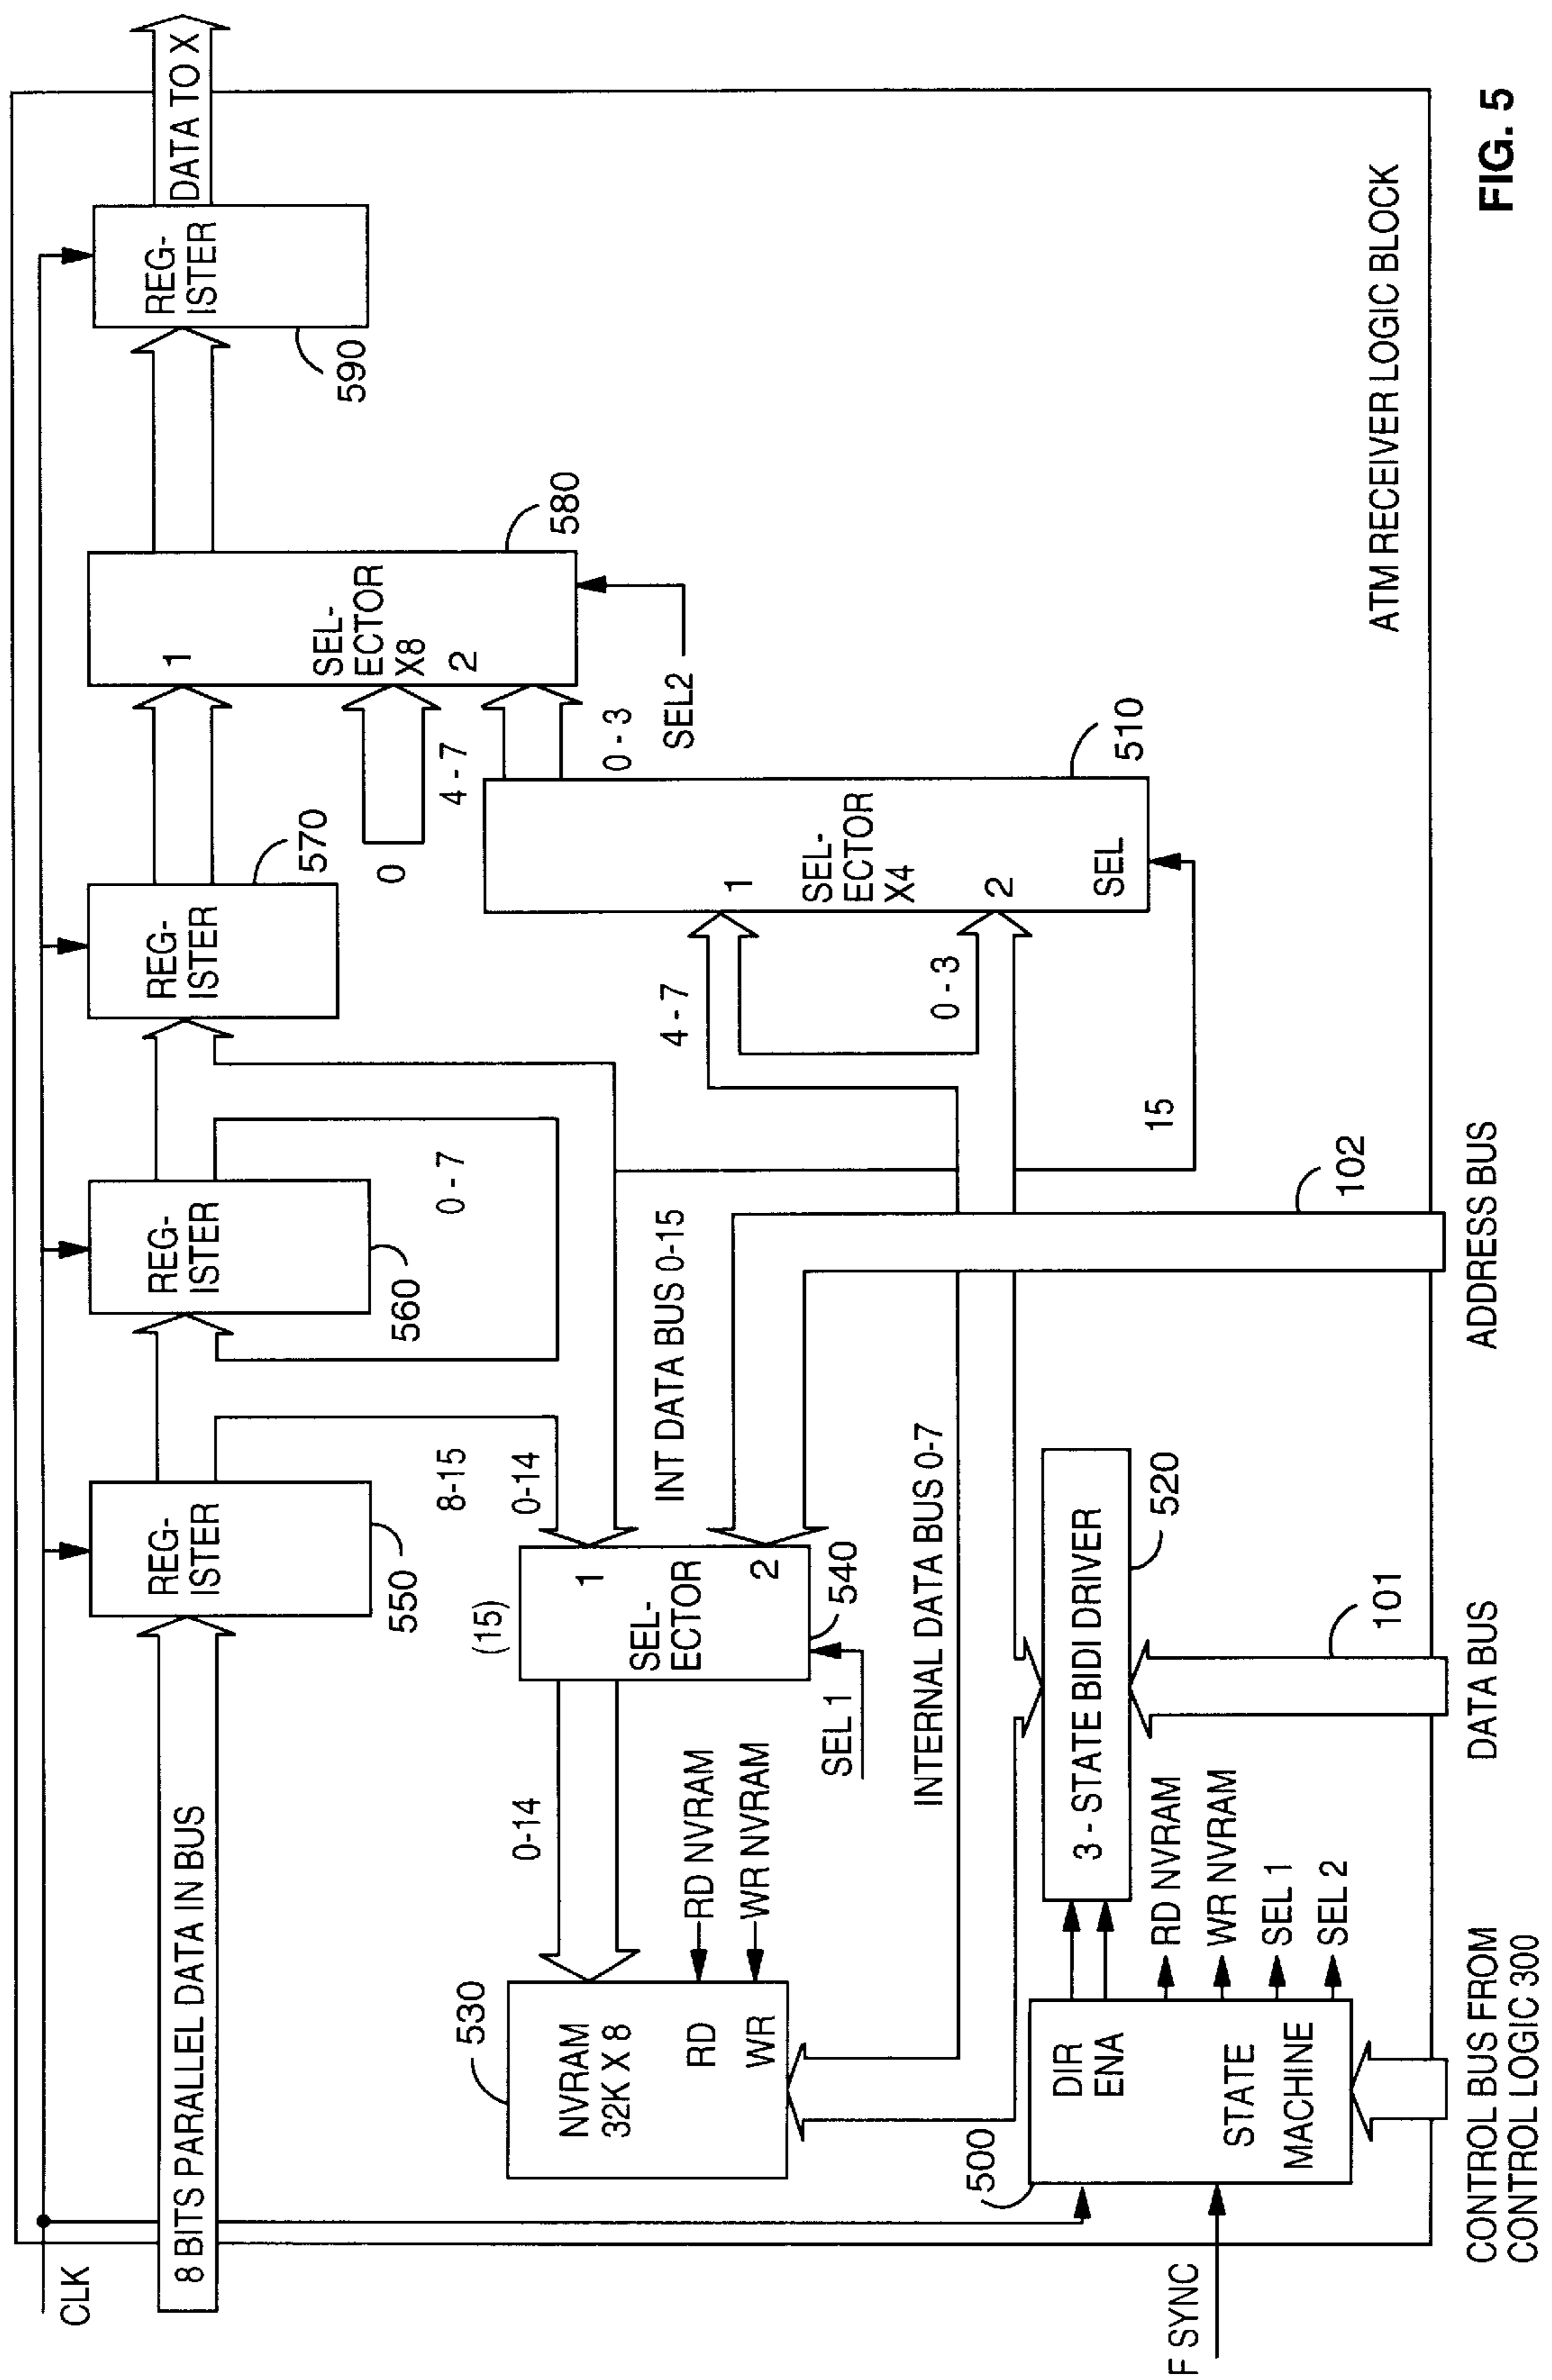 CLK
8 BITS PARALLEL DATA IN BUS
REG-
ISTER
550
REG-
ISTER
560
REG-
ISTER
570
1
SEL-
ECTOR
X8
2
580
REG-
ISTER
590
DATA TO X
8-15
0-14
0 - 7
0
4 - 7
0 - 3
SEL2
(15)
1
SEL-
ECTOR
2
540
SEL 1
INT DATA BUS 0-15
0-14
530
NVRAM
32K X 8
RD
WR
RD NVRAM
WR NVRAM
INTERNAL DATA BUS 0-7
4 - 7
0 - 3
1
SEL-
ECTOR
X4
2
SEL
510
15
500
DIR
ENA
STATE
MACHINE
F SYNC
RD NVRAM
WR NVRAM
SEL 1
SEL 2
3 - STATE BIDI DRIVER
520
101
102
ATM RECEIVER LOGIC BLOCK
CONTROL BUS FROM
CONTROL LOGIC 300
DATA BUS
ADDRESS BUS
FIG. 5